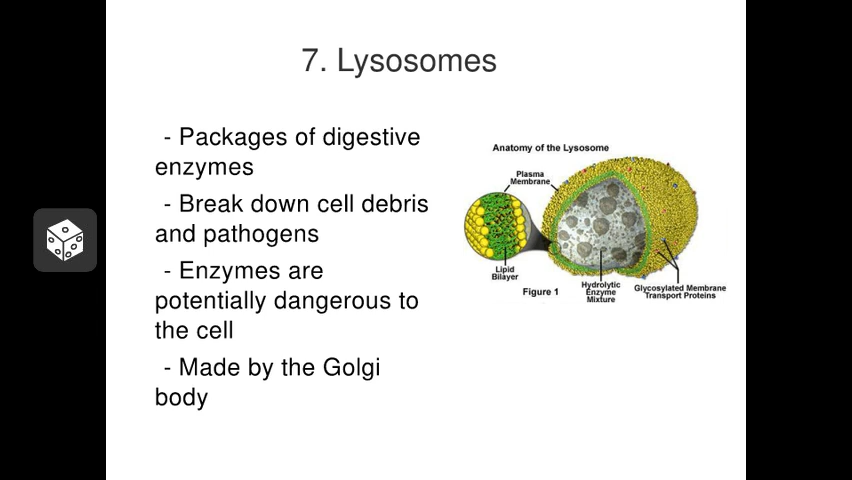 7. Lysosomes
- Packages of digestive
enzymes
- Break down cell debris
and pathogens
- Enzymes are
potentially dangerous to
the cell
- Made by the Golgi
body
Anatomy of the Lysosome
Plasma
Membrane
Lipid
Bilayer
Figure 1
Hydrolytic
Enzyme
Mixture
Glycosylated Membrane
Transport Proteins